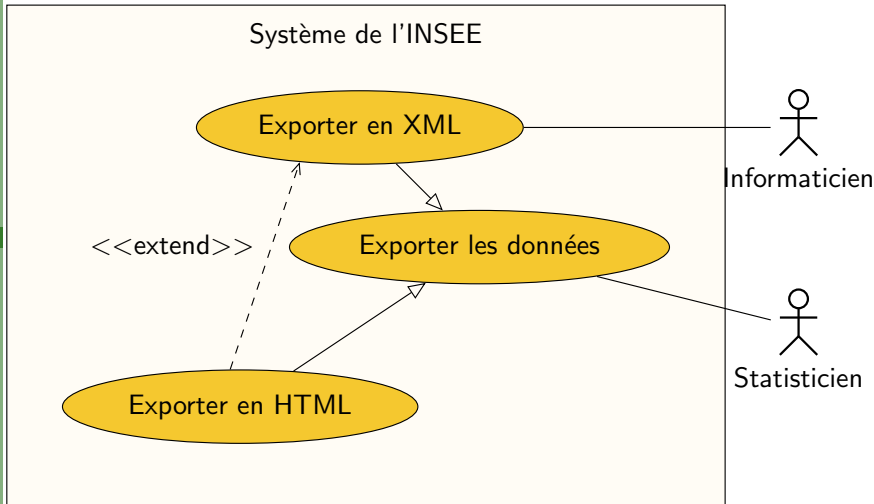 Système de l'INSEE
Exporter en XML
Informaticien
<<extend>>
Exporter les données
Statisticien
Exporter en HTML